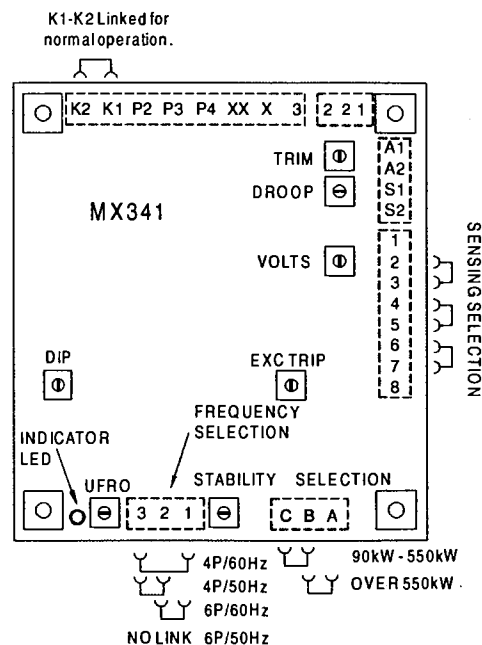 K1-K2 Linked for
normal operation.
K2 K1 P2 P3 P4 XX X 3 2 2 1
TRIM
A1
A2
DROOP
S1
S2
MX341
VOLTS
1
2
3
4
5
6
7
8
SENSING SELECTION
DIP
EXC TRIP
FREQUENCY
SELECTION
INDICATOR
LED
UFRO
STABILITY SELECTION
3 2 1
C B A
4P/60Hz
90kW - 550kW
4P/50Hz
OVER 550kW.
6P/60Hz
NO LINK 6P/50Hz